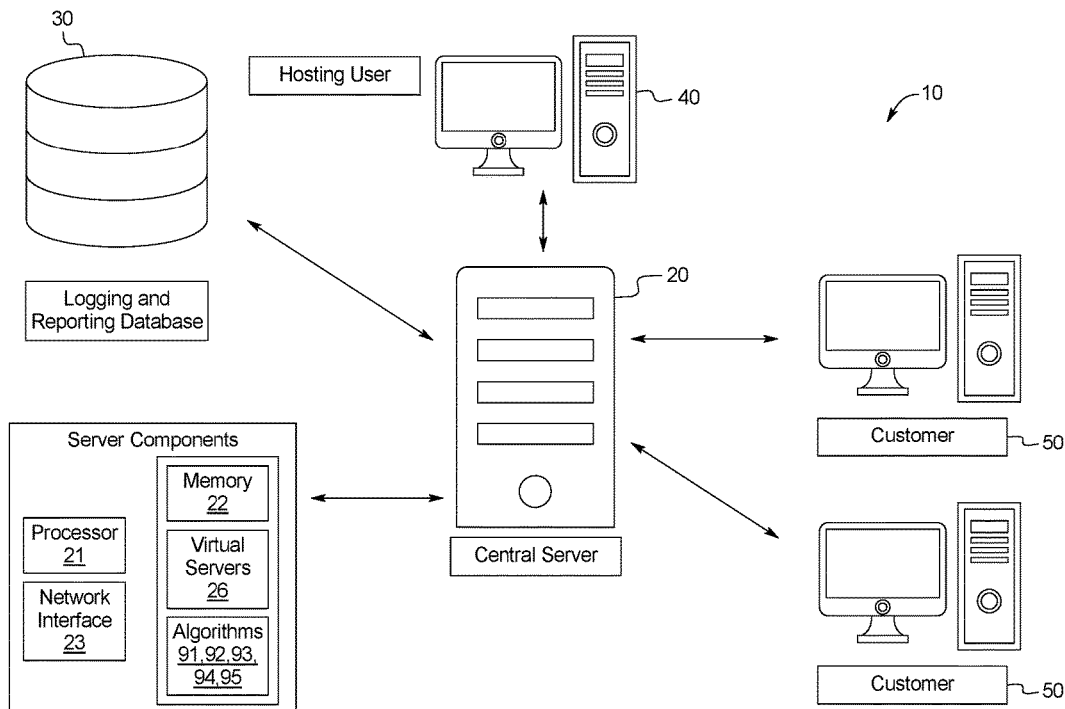 30
Hosting User
40
10
Logging and
Reporting Database
20
Customer
50
Server Components
Memory
22
Processor
21
Virtual
Servers
26
Network
Interface
23
Algorithms
91,92,93,
94,95
Central Server
Customer
50